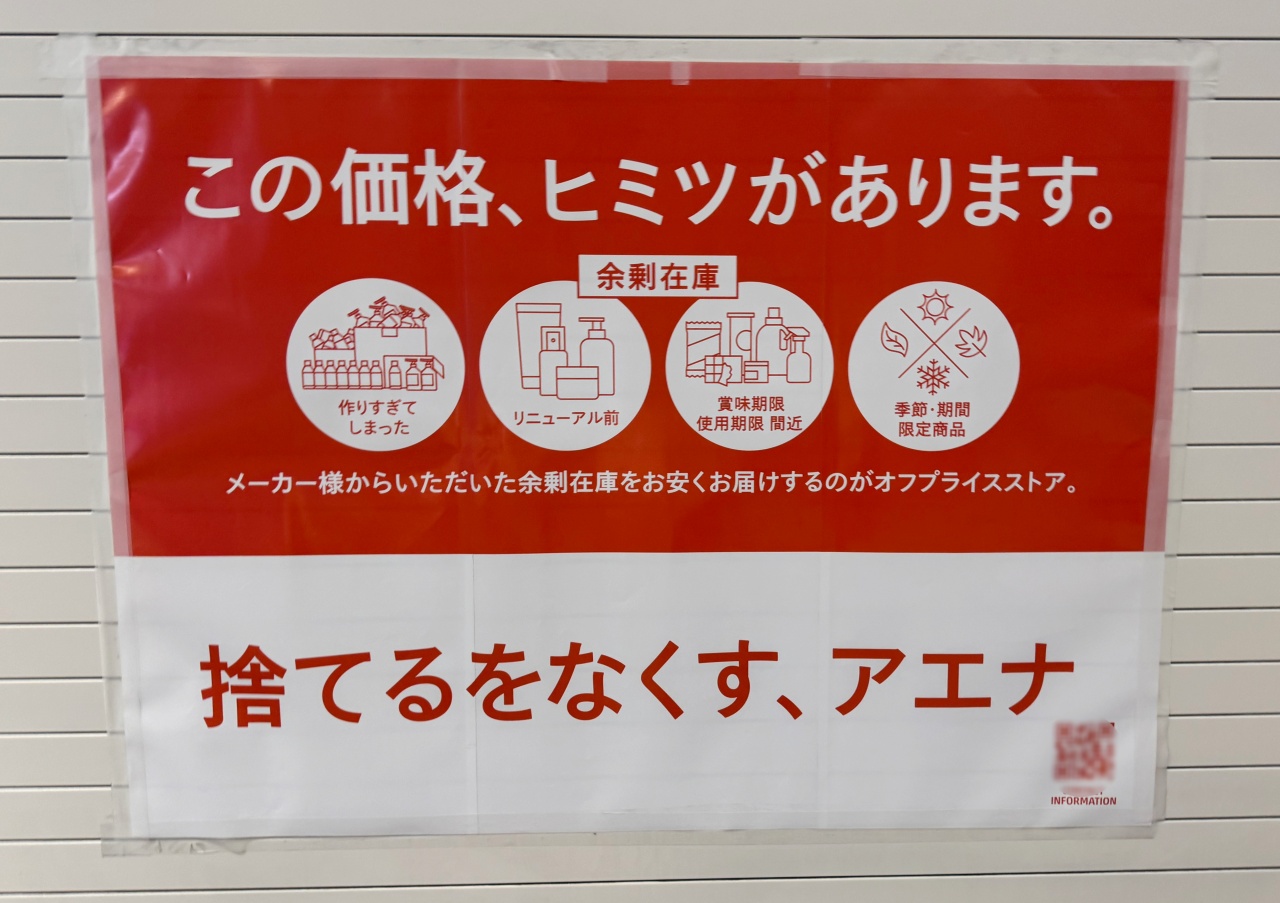 この価格、ヒミツがあります。
余剰在庫
作りすぎて
しまった
リニューアル前
賞味期限
使用期限 間近
季節・期間
限定商品
メーカー様からいただいた余剰在庫をお安くお届けするのがオフプライスストア。
捨てるをなくす、アエナ
INFORMATION